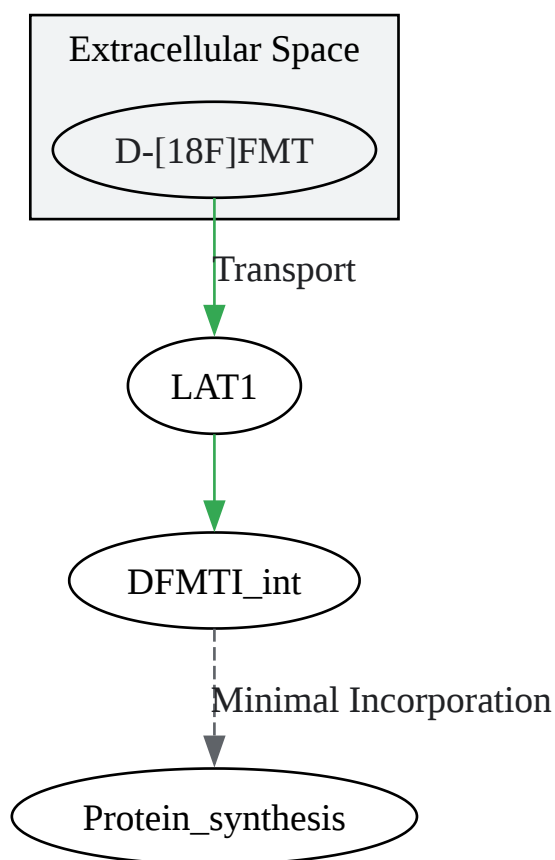 Extracellular Space
D-[18F]FMT
Transport
LAT1
DFMTI_int
Minimal Incorporation
Protein_synthesis